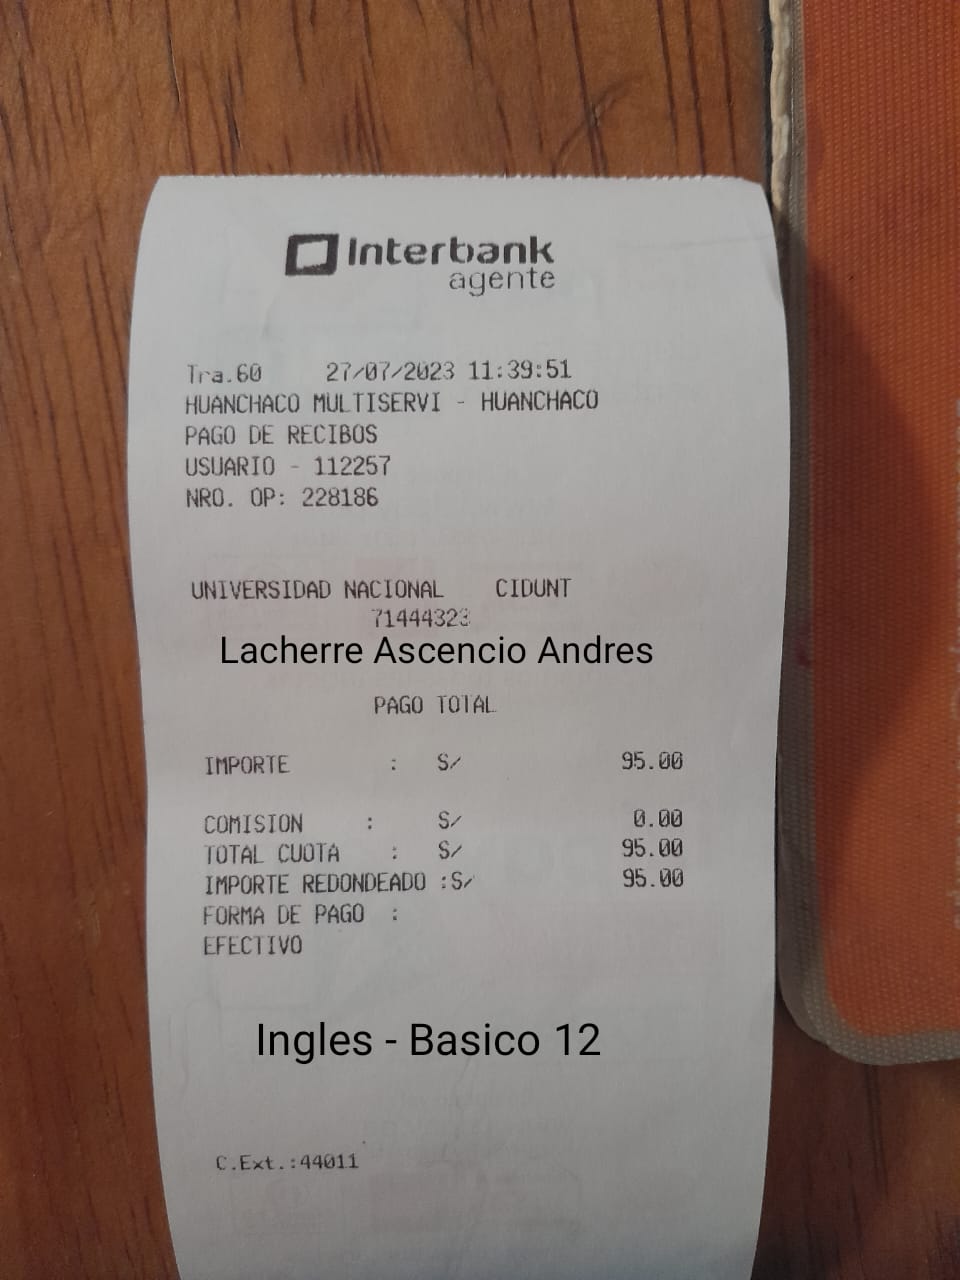 Interbank
agente
Tra.60 27/07/2023 11:39:51
HUANCHACO MULTISERVI - HUANCHACO
PAGO DE RECIBOS
USUARIO - 112257
NRO. OP: 228186
UNIVERSIDAD NACIONAL CIDUNT
71444323
Lacherre Ascencio Andres
PAGO TOTAL
IMPORTE : S/ 95.00
COMISION : S/ 0.00
TOTAL CUOTA : S/ 95.00
IMPORTE REDONDEADO :S/ 95.00
FORMA DE PAGO :
EFECTIVO
Ingles - Basico 12
C.Ext.:44011